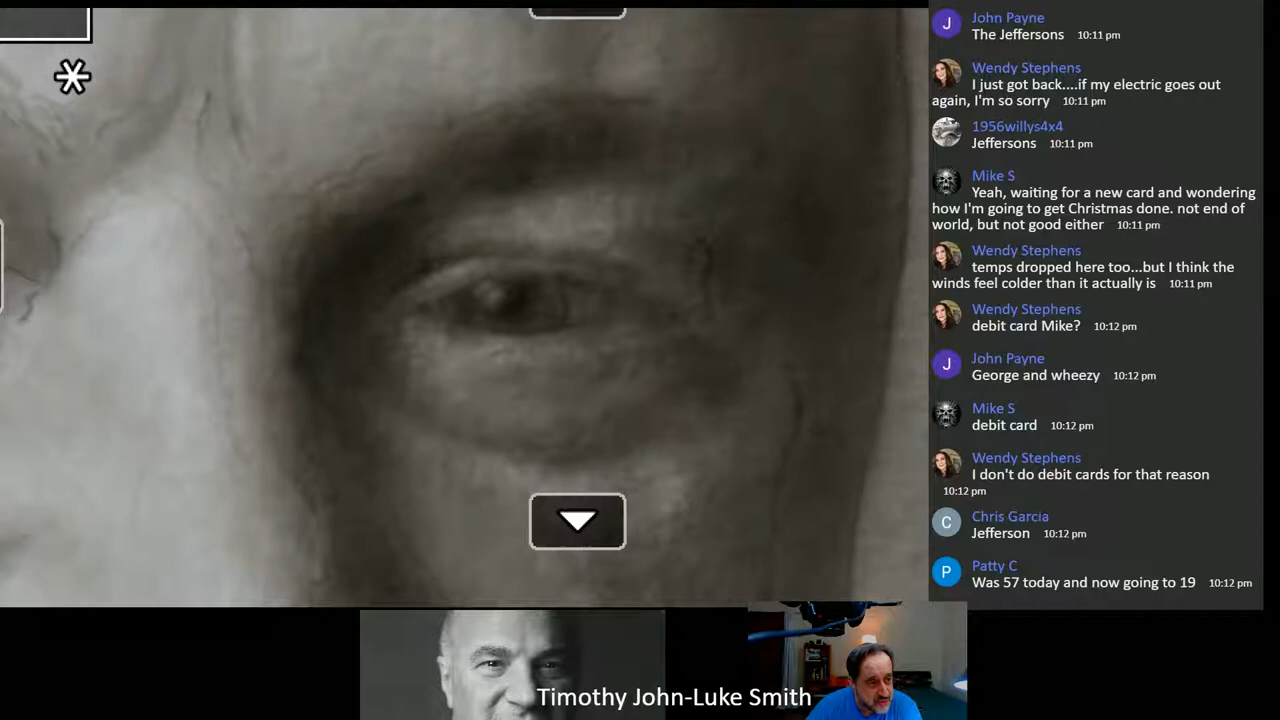 John Payne
The Jeffersons 10:11 pm
Wendy Stephens
I just got back....if my electric goes out
again, I'm so sorry 10:11 pm
1956willys4x4
Jeffersons 10:11 pm
Mike S
Yeah, waiting for a new card and wondering
how I'm going to get Christmas done. not end of
world, but not good either 10:11 pm
Wendy Stephens
temps dropped here too...but I think the
winds feel colder than it actually is 10:11 pm
Wendy Stephens
debit card Mike? 10:12 pm
John Payne
George and wheezy 10:12 pm
Mike S
debit card 10:12 pm
Wendy Stephens
I don't do debit cards for that reason
10:12 pm
Chris Garcia
Jefferson 10:12 pm
Patty C
Was 57 today and now going to 19 10:12 pm
Timothy John-Luke Smith
J
J
C
P